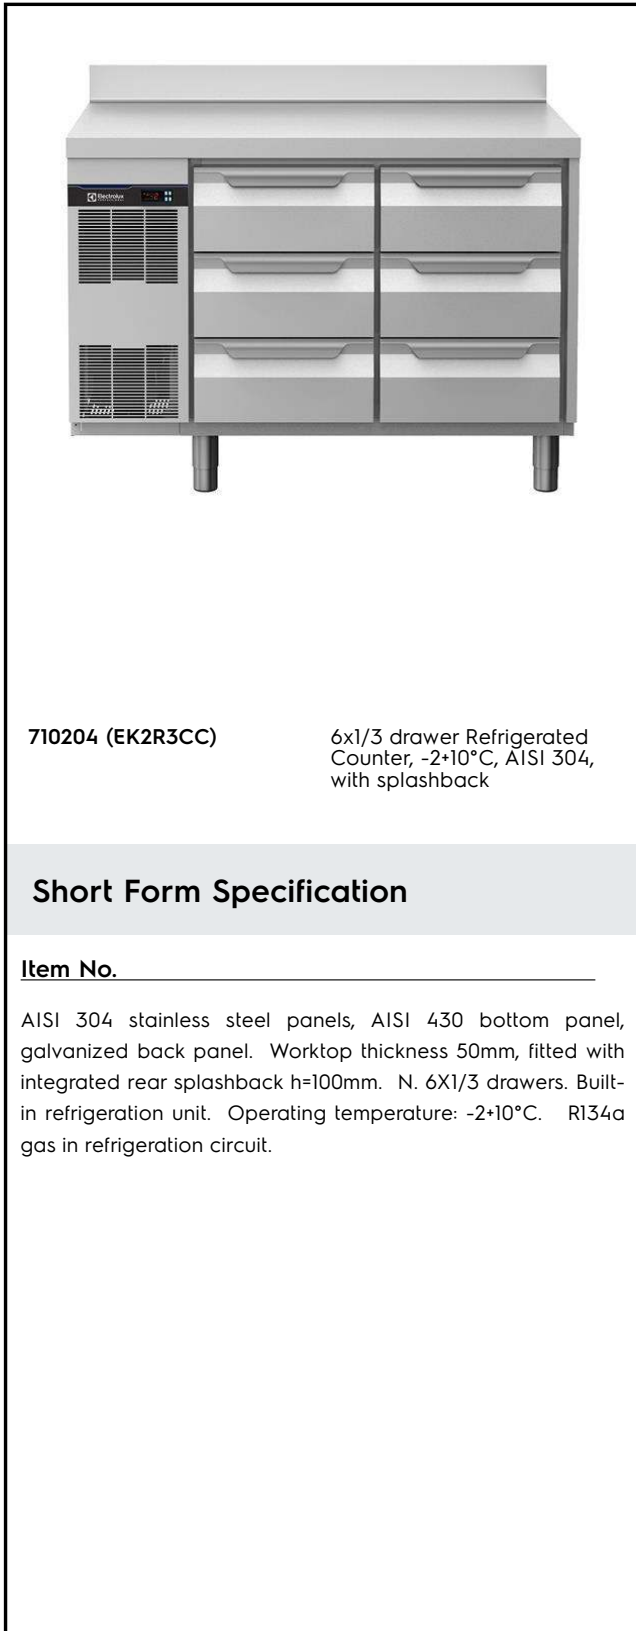 Electrolux
PROFESSIONAL
710204 (EK2R3CC)
6x1/3 drawer Refrigerated
Counter, -2+10°C, AISI 304,
with splashback
Short Form Specification
Item No.
AISI 304 stainless steel panels, AISI 430 bottom panel,
galvanized back panel. Worktop thickness 50mm, fitted with
integrated rear splashback h=100mm. N. 6X1/3 drawers. Built-
in refrigeration unit. Operating temperature: -2+10°C. R134a
gas in refrigeration circuit.